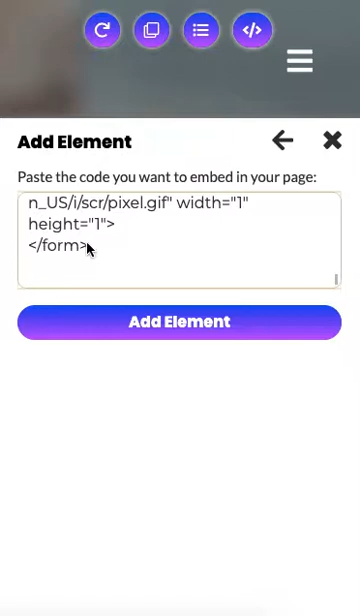 </>
Add Element
Paste the code you want to embed in your page:
n_US/i/scr/pixel.gif" width="1"
height="1">
</form>
Add Element